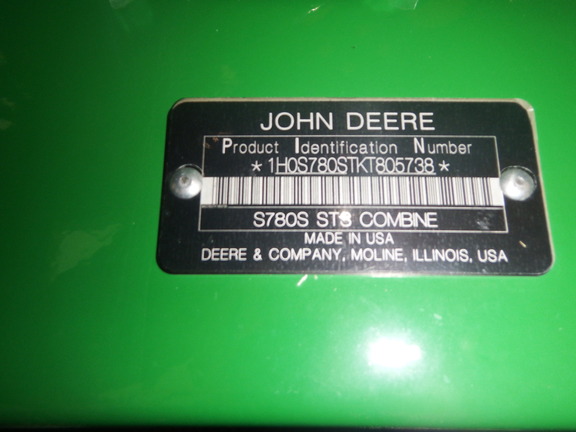 JOHN DEERE
Product Identification Number
*1H0S780STKT805738*
S780S STS COMBINE
MADE IN USA
DEERE & COMPANY, MOLINE, ILLINOIS, USA